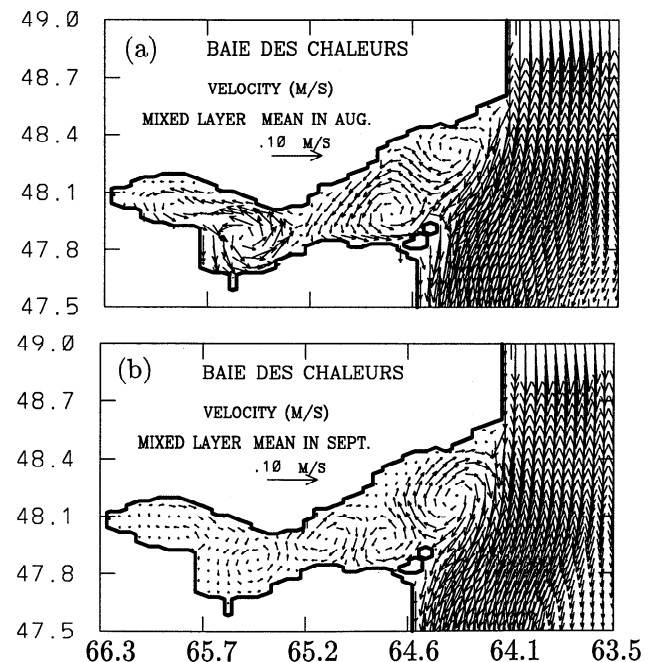 49.0
(a) BAIE DES CHALEURS
48.7
VELOCITY (M/S)
MIXED LAYER MEAN IN AUG.
48.4
.10 M/S
48.1
47.8
47.5
49.0
(b) BAIE DES CHALEURS
48.7
VELOCITY (M/S)
MIXED LAYER MEAN IN SEPT.
48.4
.10 M/S
48.1
47.8
47.5
66.3 65.7 65.2 64.6 64.1 63.5